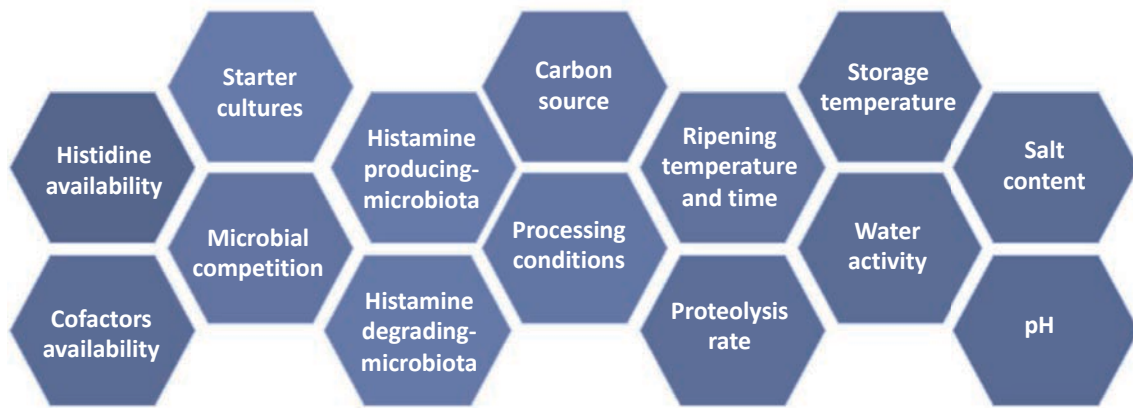 Starter
cultures
Carbon
source
Storage
temperature
Histidine
availability
Histamine
producing-
microbiota
Ripening
temperature
and time
Salt
content
Microbial
competition
Processing
conditions
Water
activity
Cofactors
availability
Histamine
degrading-
microbiota
Proteolysis
rate
pH